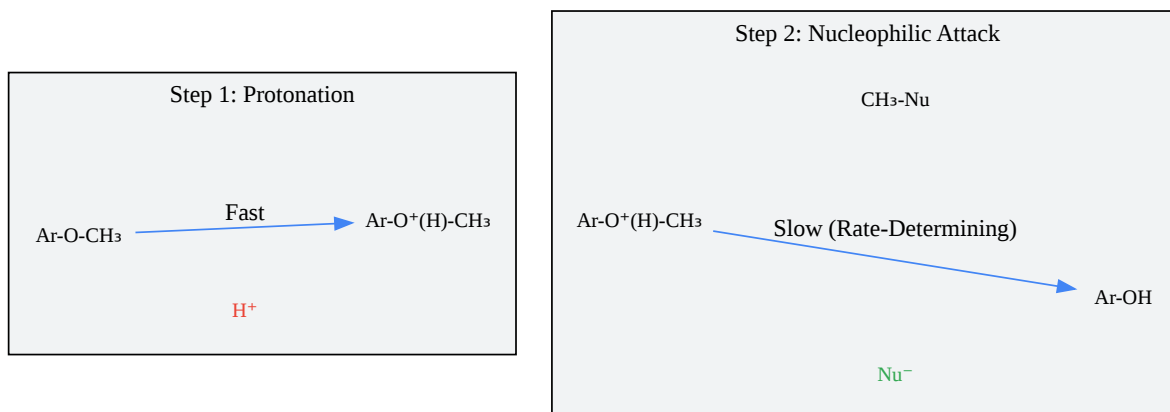 Step 1: Protonation
Fast
Ar-O-CH₃
Ar-O⁺(H)-CH₃
H⁺
Step 2: Nucleophilic Attack
CH₃-Nu
Ar-O⁺(H)-CH₃
Slow (Rate-Determining)
Ar-OH
Nu⁻